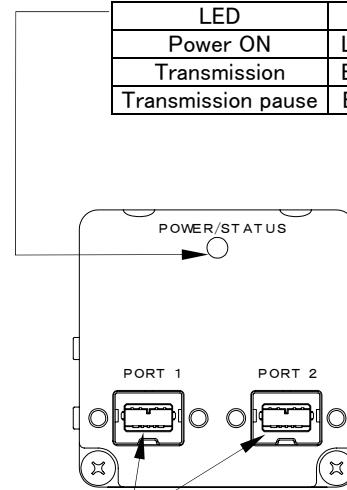 LED
Power ON
Transmission
Transmission pause
POWER/STATUS
PORT 1
PORT 2